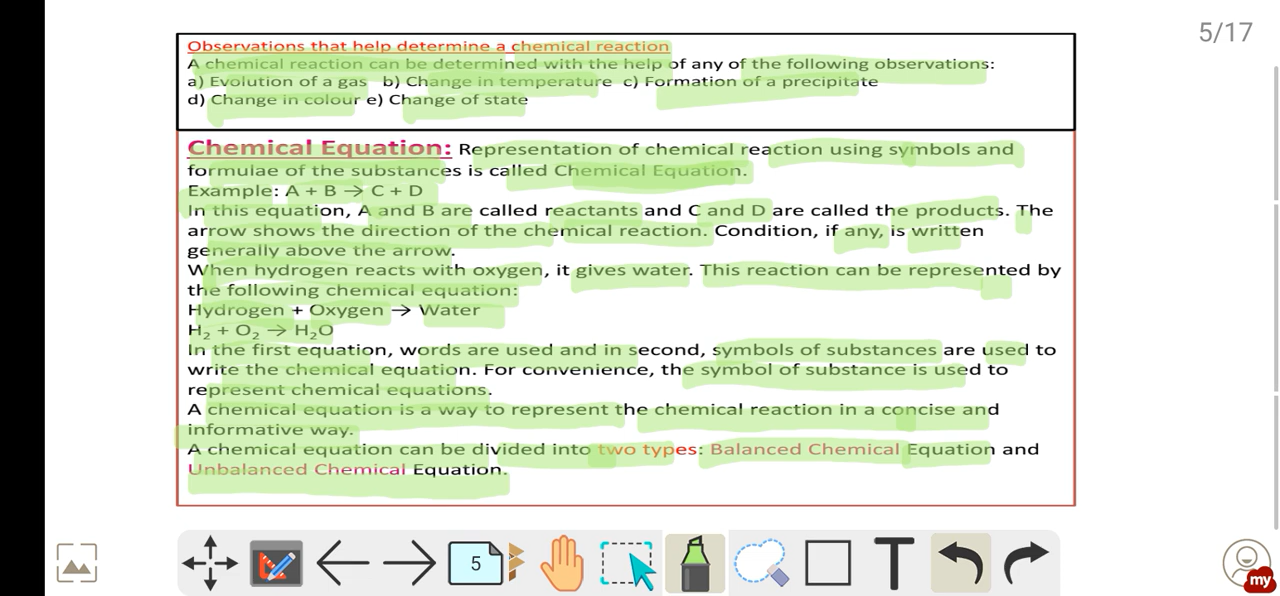 5/17
Observations that help determine a chemical reaction
A chemical reaction can be determined with the help of any of the following observations:
a) Evolution of a gas b) Change in temperature c) Formation of a precipitate
d) Change in colour e) Change of state
Chemical Equation: Representation of chemical reaction using symbols and
formulae of the substances is called Chemical Equation.
Example: A + B → C + D
In this equation, A and B are called reactants and C and D are called the products. The
arrow shows the direction of the chemical reaction. Condition, if any, is written
generally above the arrow.
When hydrogen reacts with oxygen, it gives water. This reaction can be represented by
the following chemical equation:
Hydrogen + Oxygen → Water
H₂ + O₂ → H₂O
In the first equation, words are used and in second, symbols of substances are used to
write the chemical equation. For convenience, the symbol of substance is used to
represent chemical equations.
A chemical equation is a way to represent the chemical reaction in a concise and
informative way.
A chemical equation can be divided into two types: Balanced Chemical Equation and
Unbalanced Chemical Equation.
5
T
my